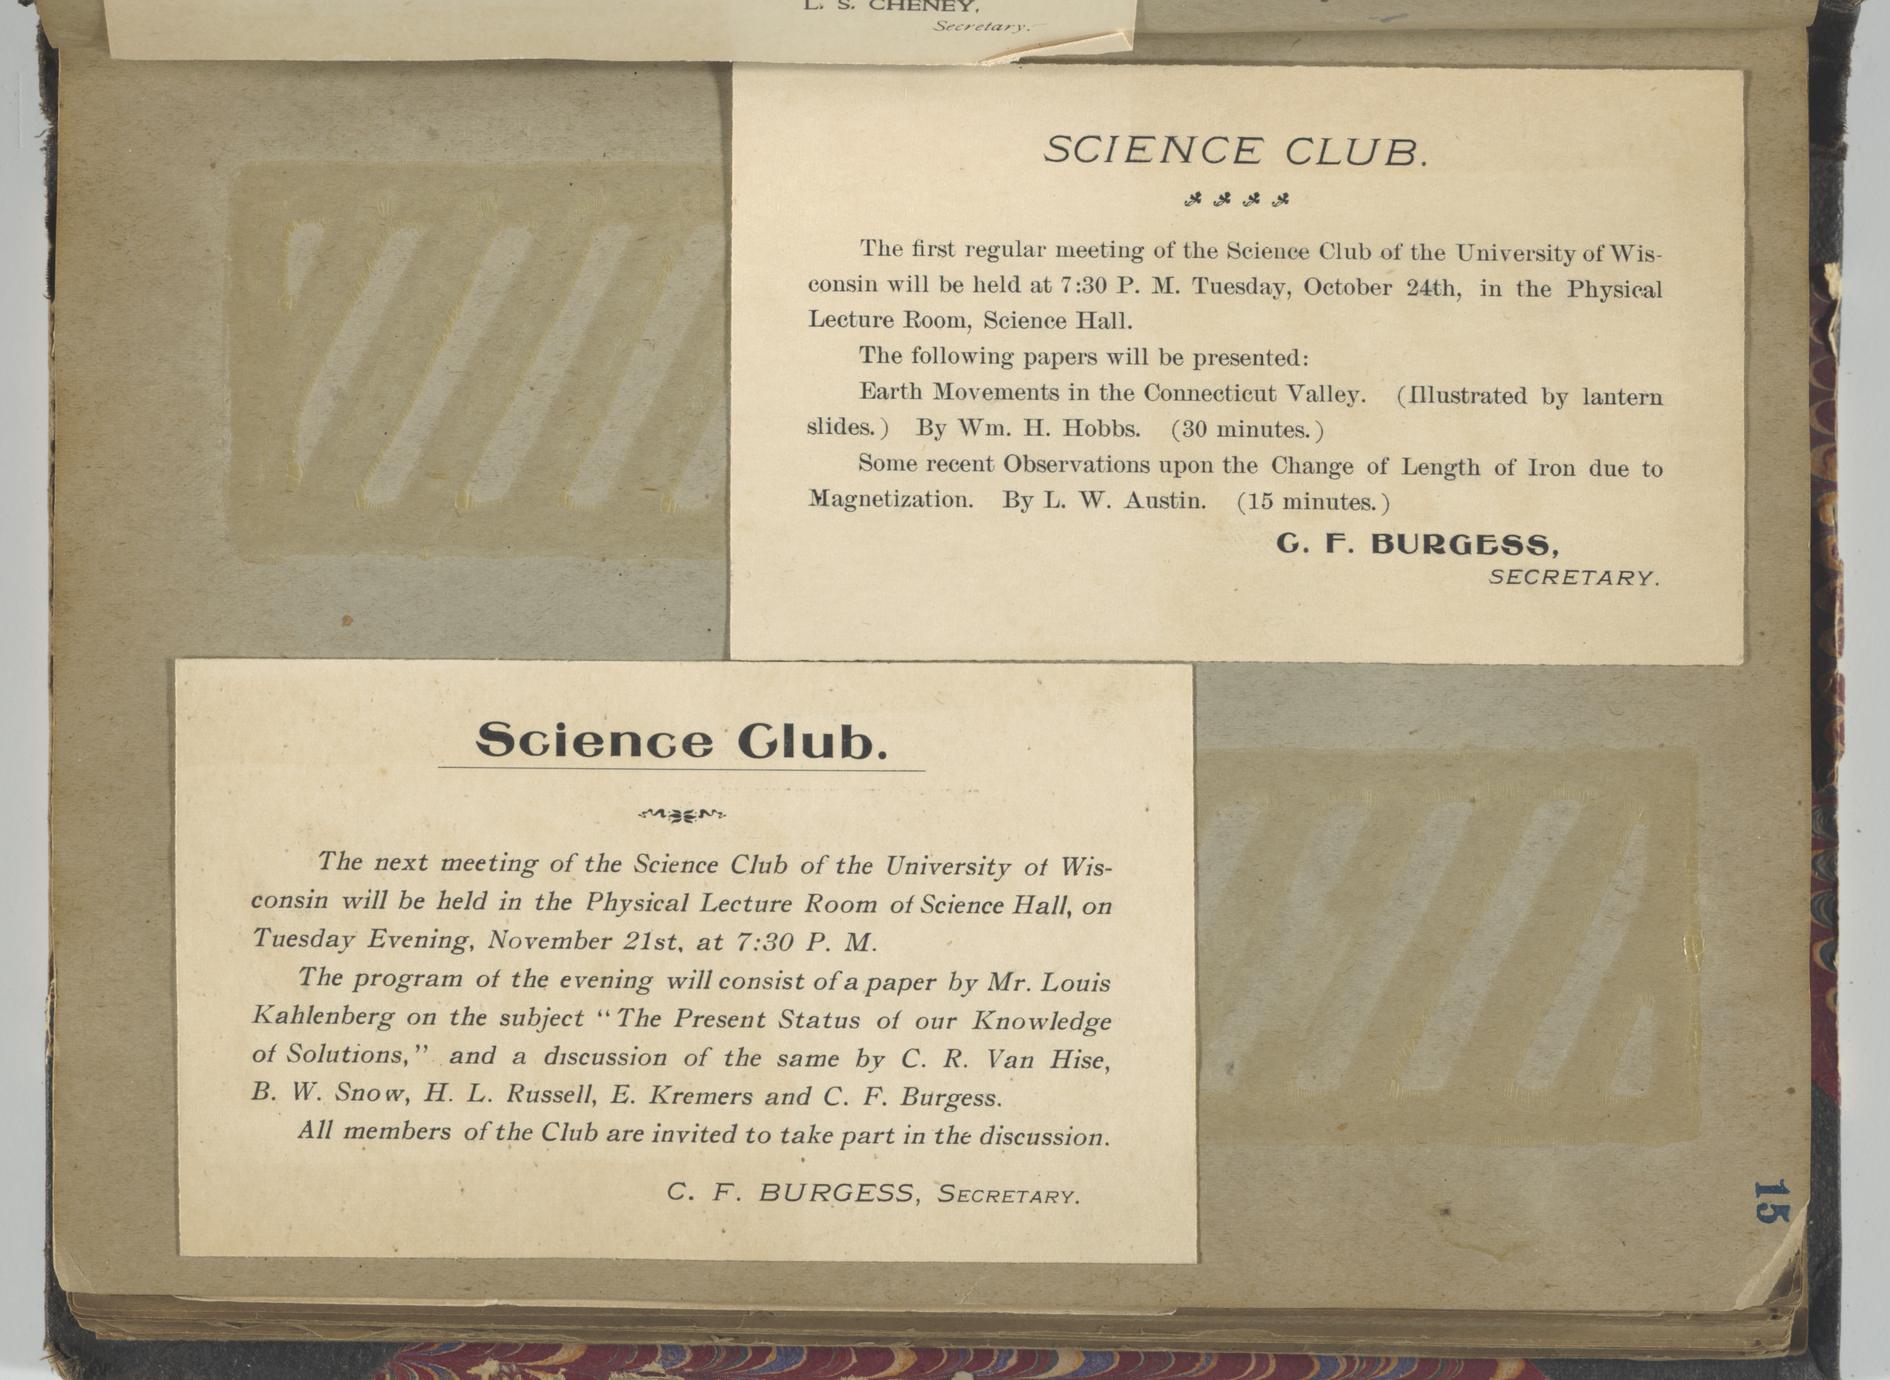 L. S. CHENEY,
Secretary.
SCIENCE CLUB.
The first regular meeting of the Science Club of the University of Wis-
consin will be held at 7:30 P. M. Tuesday, October 24th, in the Physical
Lecture Room, Science Hall.
The following papers will be presented:
Earth Movements in the Connecticut Valley. (Illustrated by lantern
slides.) By Wm. H. Hobbs. (30 minutes.)
Some recent Observations upon the Change of Length of Iron due to
Magnetization. By L. W. Austin. (15 minutes.)
C. F. BURGESS,
SECRETARY.
Science Club.
The next meeting of the Science Club of the University of Wis-
consin will be held in the Physical Lecture Room of Science Hall, on
Tuesday Evening, November 21st, at 7:30 P. M.
The program of the evening will consist of a paper by Mr. Louis
Kahlenberg on the subject “The Present Status of our Knowledge
of Solutions,” and a discussion of the same by C. R. Van Hise,
B. W. Snow, H. L. Russell, E. Kremers and C. F. Burgess.
All members of the Club are invited to take part in the discussion.
C. F. BURGESS, SECRETARY.
15